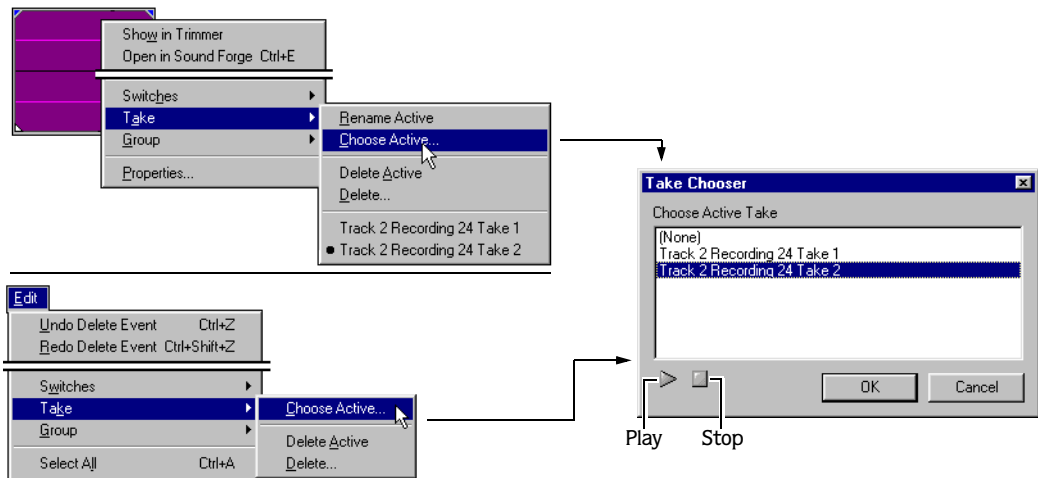 Show in Trimmer
Open in Sound Forge Ctrl+E
Switches
Take
Group
Properties...
Rename Active
Choose Active...
Delete Active
Delete...
Track 2 Recording 24 Take 1
Track 2 Recording 24 Take 2
Take Chooser
Choose Active Take
(None)
Track 2 Recording 24 Take 1
Track 2 Recording 24 Take 2
OK
Cancel
Play
Stop
Edit
Undo Delete Event Ctrl+Z
Redo Delete Event Ctrl+Shift+Z
Switches
Take
Group
Select All Ctrl+A
Choose Active...
Delete Active
Delete...